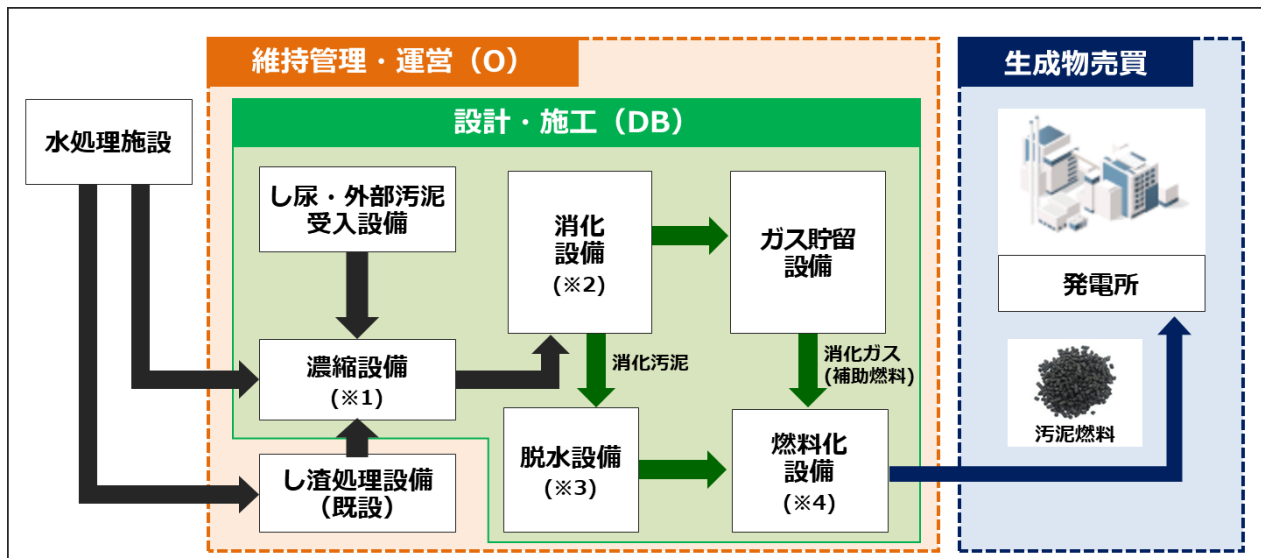 維持管理・運営（O）
生成物売買
設計・施工（DB）
水処理施設
し尿・外部汚泥
受入設備
消化
設備
(※2)
ガス貯留
設備
発電所
濃縮設備
(※1)
消化汚泥
消化ガス
(補助燃料)
汚泥燃料
し渣処理設備
（既設）
脱水設備
(※3)
燃料化
設備
(※4)